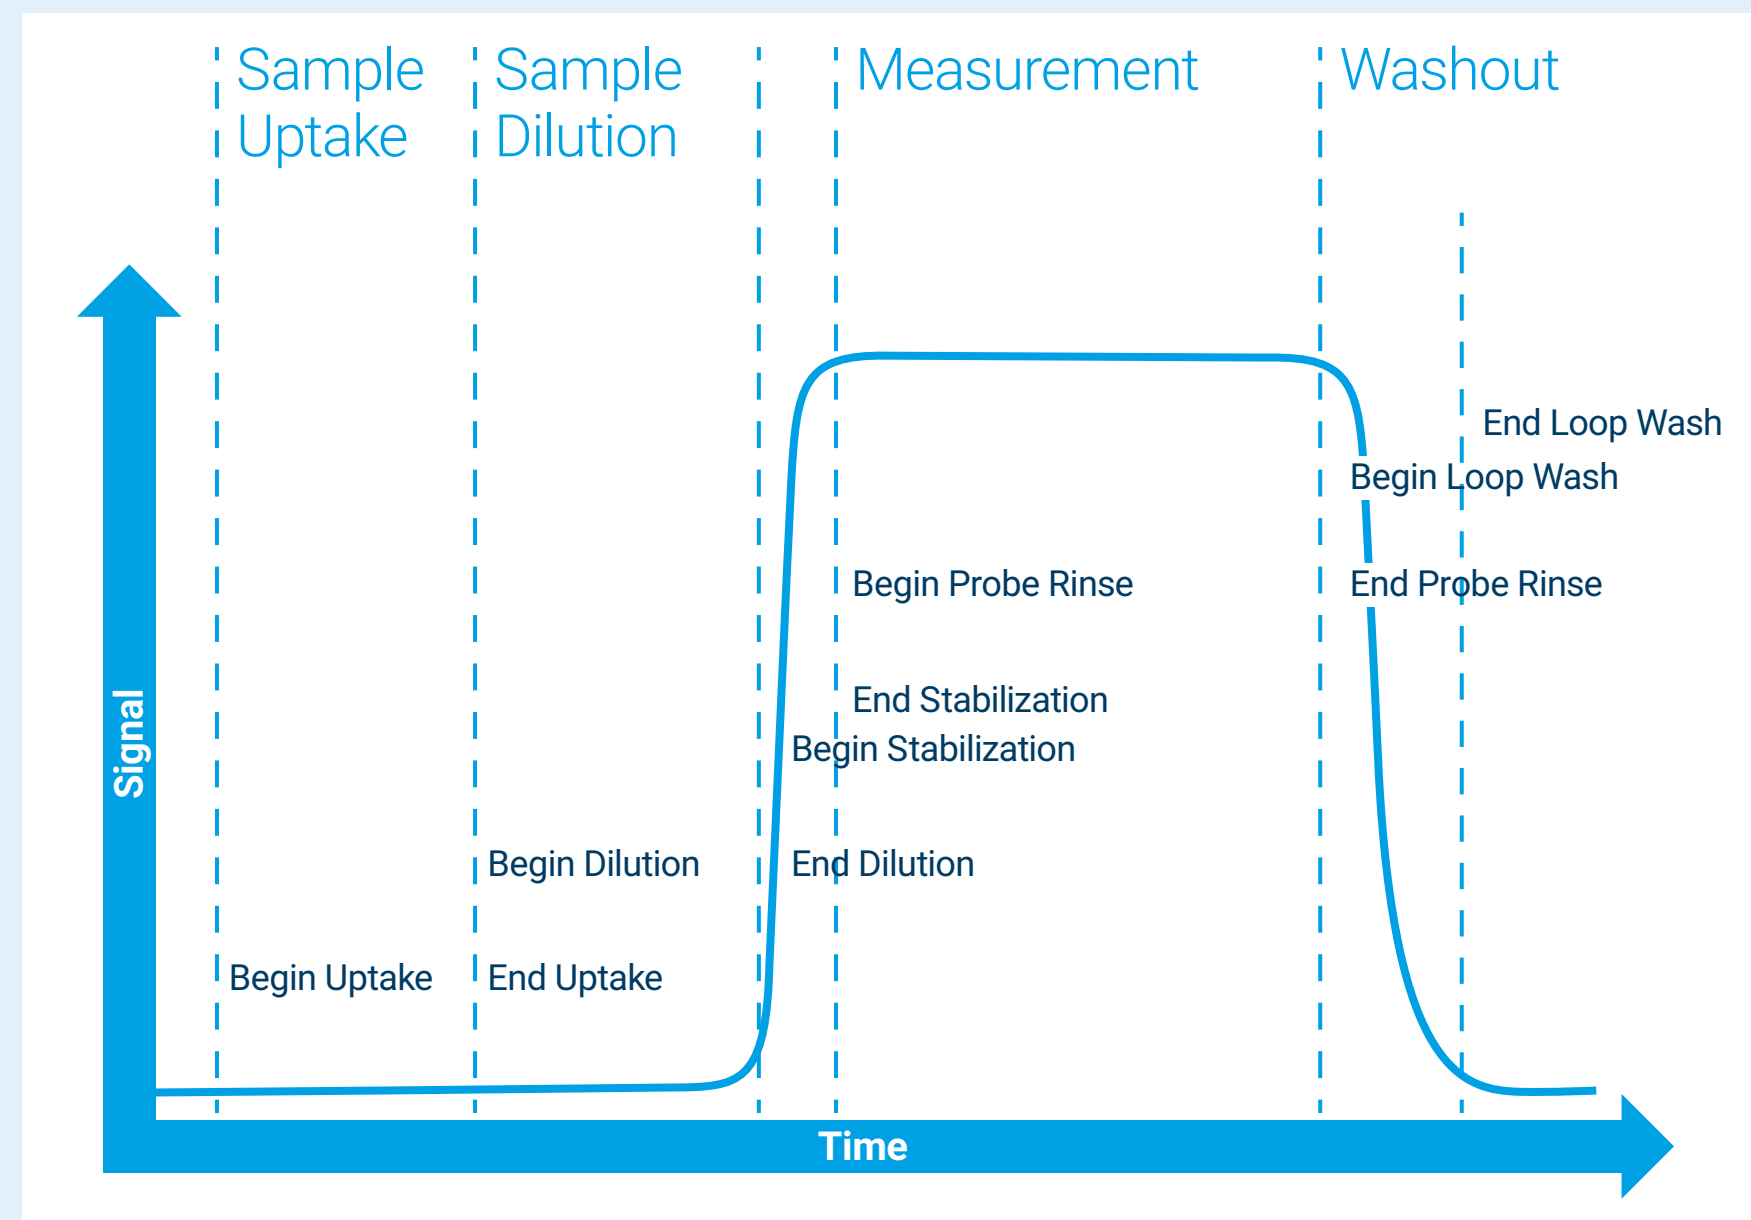 Sample
Uptake
Sample
Dilution
Measurement
Washout
End Loop Wash
Begin Loop Wash
Begin Probe Rinse
End Probe Rinse
End Stabilization
Begin Stabilization
Begin Dilution
End Dilution
Begin Uptake
End Uptake
Signal
Time